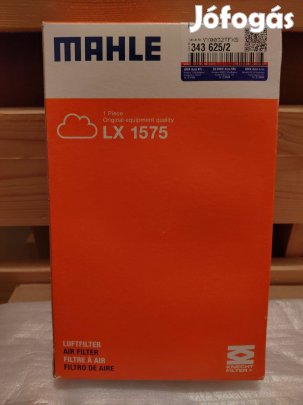 Jófogás
MAHLE
YY00527TFXS
343 625/2
1 Piece
Original equipment quality
LX 1575
LUFTFILTER
AIR FILTER
FILTRE À AIR
FILTRO DE AIRE
KNECHT
FILTER